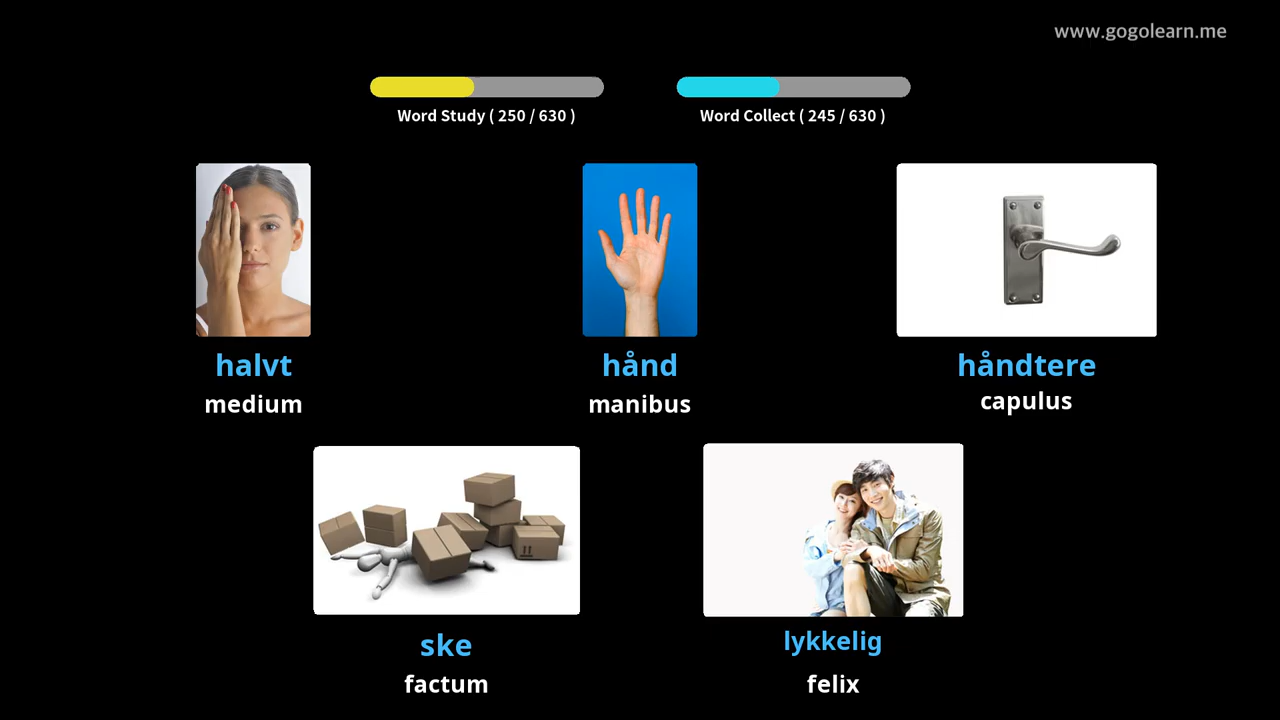 www.gogolearn.me
Word Study ( 250 / 630 )
Word Collect ( 245 / 630 )
halvt
medium
hånd
manibus
håndtere
capulus
ske
factum
lykkelig
felix